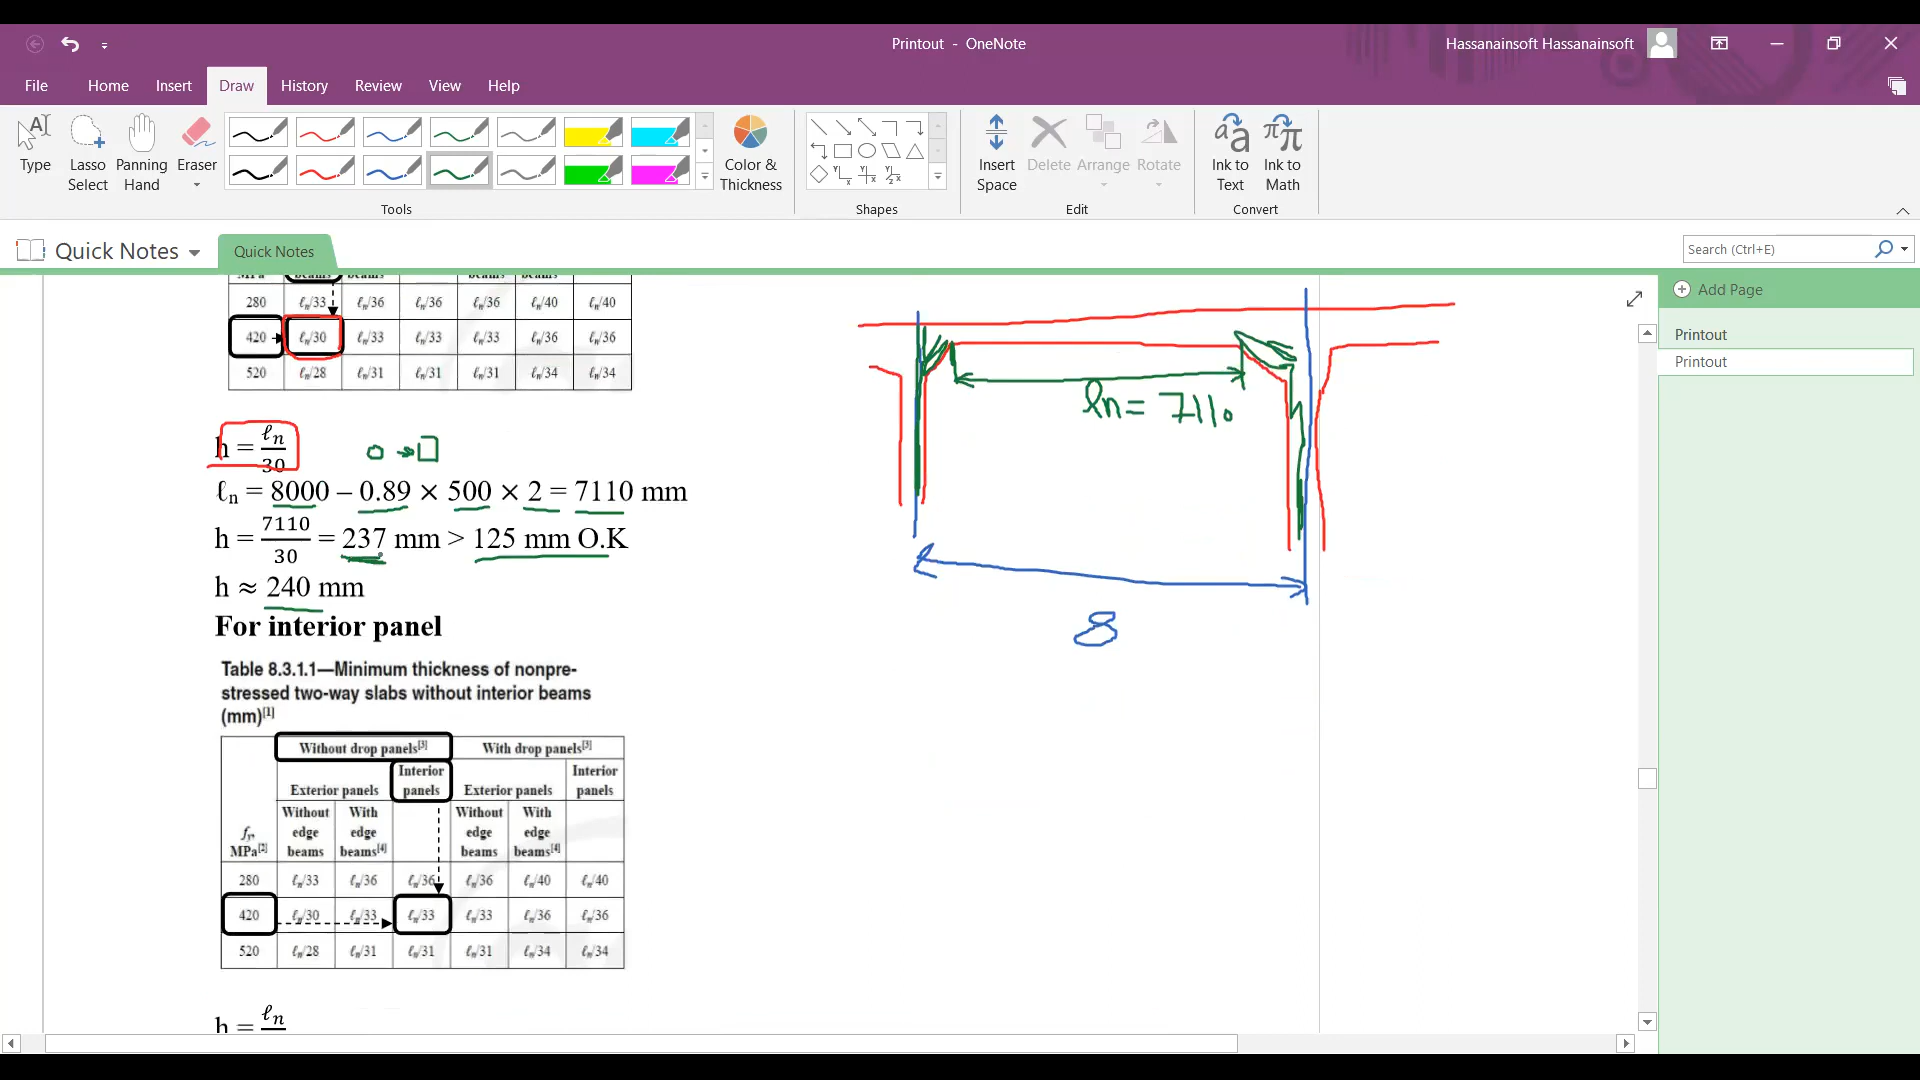 Printout - OneNote
Hassanainsoft Hassanainsoft
File Home Insert Draw History Review View Help
Type
Lasso Select
Panning Hand
Eraser
Color & Thickness
Insert Space
Delete
Arrange
Rotate
Ink to Text
Ink to Math
Tools
Shapes
Edit
Convert
Quick Notes
Quick Notes
Search (Ctrl+E)
Add Page
Printout
Printout
MPa beams beams beams beams
280 ℓn/33 ℓn/36 ℓn/36 ℓn/36 ℓn/40 ℓn/40
420 ℓn/30 ℓn/33 ℓn/33 ℓn/33 ℓn/36 ℓn/36
520 ℓn/28 ℓn/31 ℓn/31 ℓn/31 ℓn/34 ℓn/34
h = ℓn/30
ℓn = 8000 – 0.89 × 500 × 2 = 7110 mm
h = 7110/30 = 237 mm > 125 mm O.K
h ≈ 240 mm
For interior panel
Table 8.3.1.1—Minimum thickness of nonpre-
stressed two-way slabs without interior beams
(mm)[1]
Without drop panels[3] With drop panels[3]
Exterior panels Interior panels Exterior panels Interior panels
fy, MPa[2] Without edge beams With edge beams[4] Without edge beams With edge beams[4]
280 ℓn/33 ℓn/36 ℓn/36 ℓn/36 ℓn/40 ℓn/40
420 ℓn/30 ℓn/33 ℓn/33 ℓn/33 ℓn/36 ℓn/36
520 ℓn/28 ℓn/31 ℓn/31 ℓn/31 ℓn/34 ℓn/34
h = ℓn
ln = 7110
8